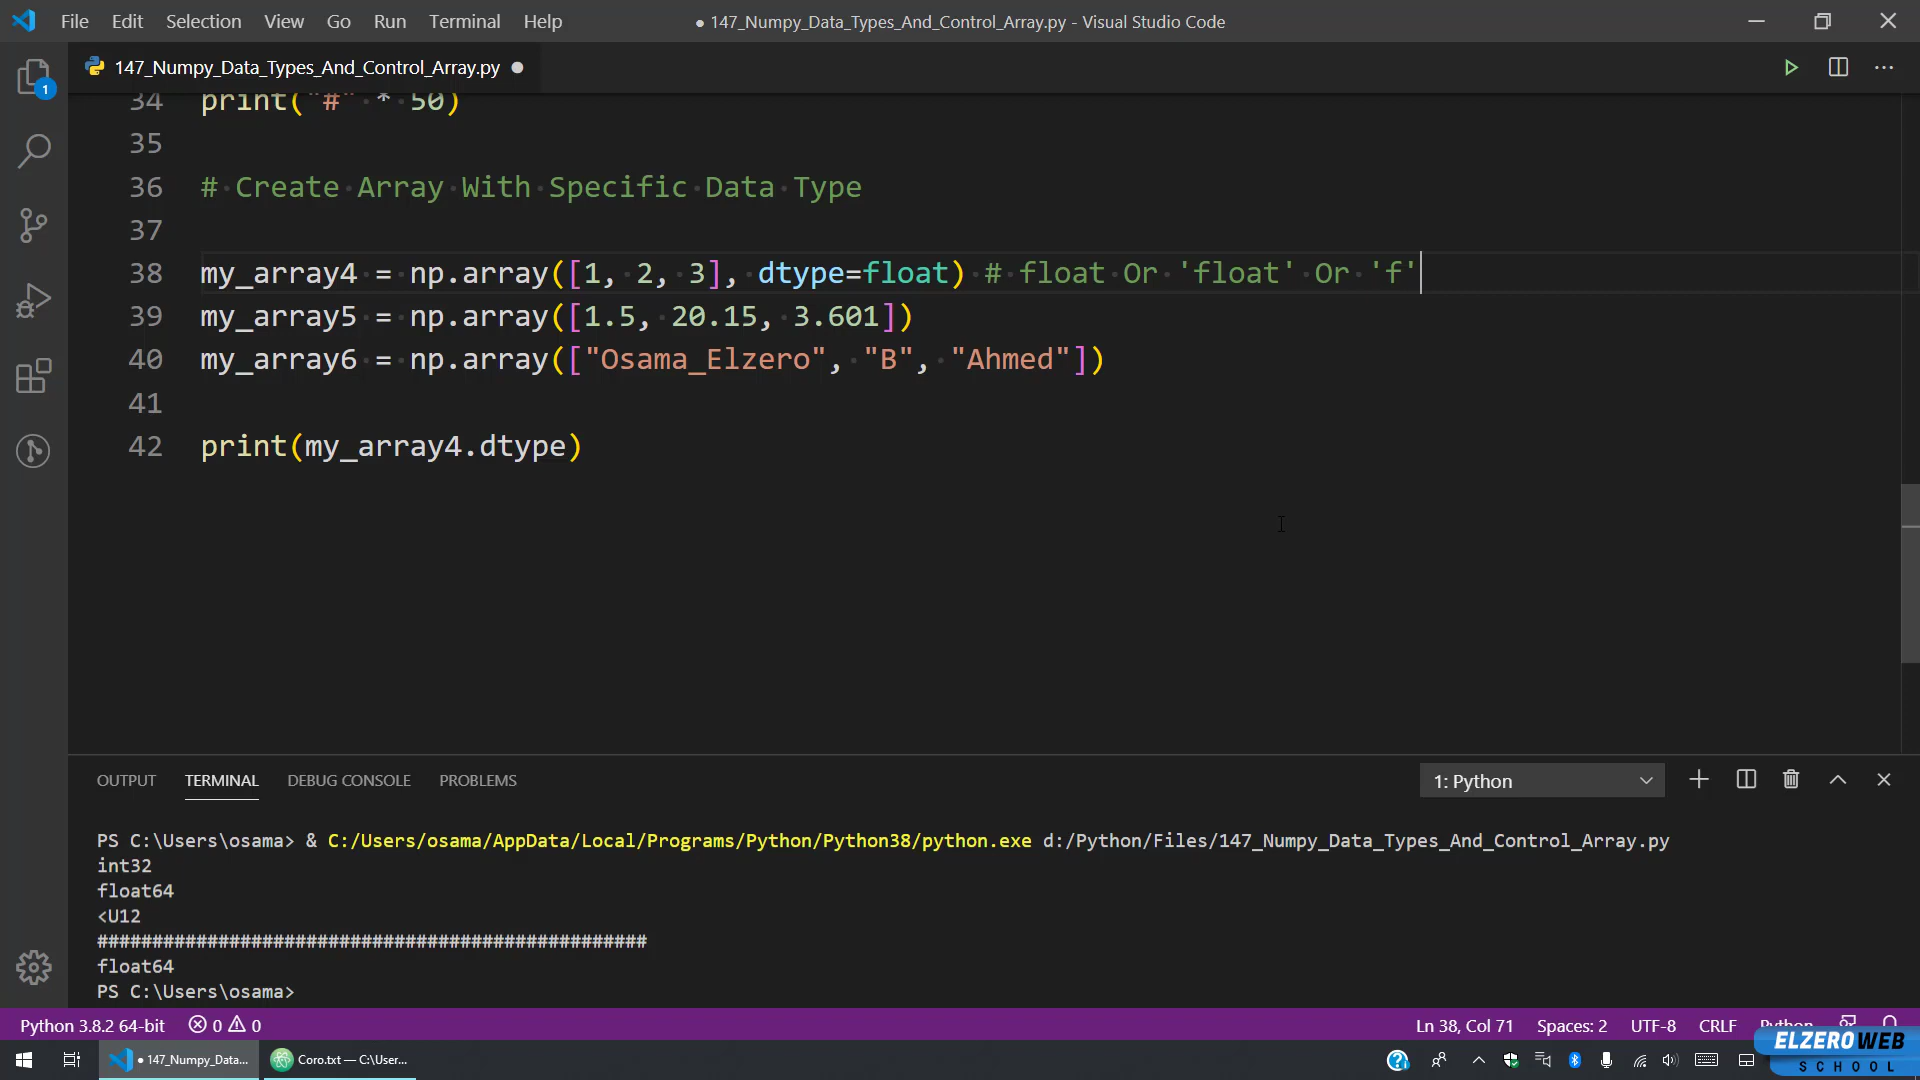 File Edit Selection View Go Run Terminal Help
● 147_Numpy_Data_Types_And_Control_Array.py - Visual Studio Code
147_Numpy_Data_Types_And_Control_Array.py ●
1
34 print("#" * 50)
35
36 # Create Array With Specific Data Type
37
38 my_array4 = np.array([1, 2, 3], dtype=float) # float Or 'float' Or 'f'
39 my_array5 = np.array([1.5, 20.15, 3.601])
40 my_array6 = np.array(["Osama_Elzero", "B", "Ahmed"])
41
42 print(my_array4.dtype)
OUTPUT TERMINAL DEBUG CONSOLE PROBLEMS
1: Python
PS C:\Users\osama> & C:/Users/osama/AppData/Local/Programs/Python/Python38/python.exe d:/Python/Files/147_Numpy_Data_Types_And_Control_Array.py
int32
float64
<U12
##################################################
float64
PS C:\Users\osama>
Python 3.8.2 64-bit 0 0
Ln 38, Col 71 Spaces: 2 UTF-8 CRLF Python
● 147_Numpy_Data...
Coro.txt — C:\User...
ELZEROWEB
SCHOOL